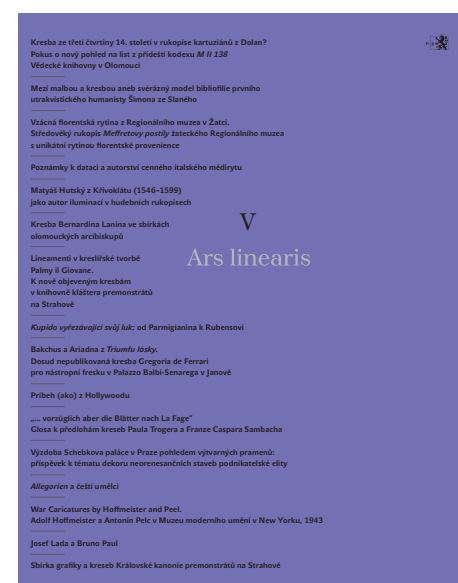 Kresba ze třetí čtvrtiny 14. století v rukopise kartuziánů z Dolan?
Pokus o nový pohled na list z přídeští kodexu M II 138
Vědecké knihovny v Olomouci
Mezi malbou a kresbou aneb svérázný model bibliofilie prvního
utrakvistického humanisty Šimona ze Slaného
Vzácná florentská rytina z Regionálního muzea v Žatci.
Středověký rukopis Meffretovy postily žateckého Regionálního muzea
s unikátní rytinou florentské provenience
Poznámky k dataci a autorství cenného italského mědirytu
Matyáš Hutský z Křivoklátu (1546–1599)
jako autor iluminací v hudebních rukopisech
Kresba Bernardina Lanina ve sbírkách
olomouckých arcibiskupů
V
Ars linearis
Lineamenti v kreslířské tvorbě
Palmy il Giovane.
K nově objeveným kresbám
v knihovně kláštera premonstrátů
na Strahově
Kupido vyřezávající svůj luk: od Parmigianina k Rubensovi
Bakchus a Ariadna z Triumfu lásky.
Dosud nepublikovaná kresba Gregoria de Ferrari
pro nástropní fresku v Palazzo Balbi-Senarega v Janově
Príbeh (ako) z Hollywoodu
„... vorzüglich aber die Blätter nach La Fage“
Glosa k předlohám kreseb Paula Trogera a Franze Caspara Sambacha
Výzdoba Schebkova paláce v Praze pohledem výtvarných pramenů:
příspěvek k tématu dekoru neorenesančních staveb podnikatelské elity
Allegorien a čeští umělci
War Caricatures by Hoffmeister and Peel.
Adolf Hoffmeister a Antonín Pelc v Muzeu moderního umění v New Yorku, 1943
Josef Lada a Bruno Paul
Sbírka grafiky a kreseb Královské kanonie premonstrátů na Strahově